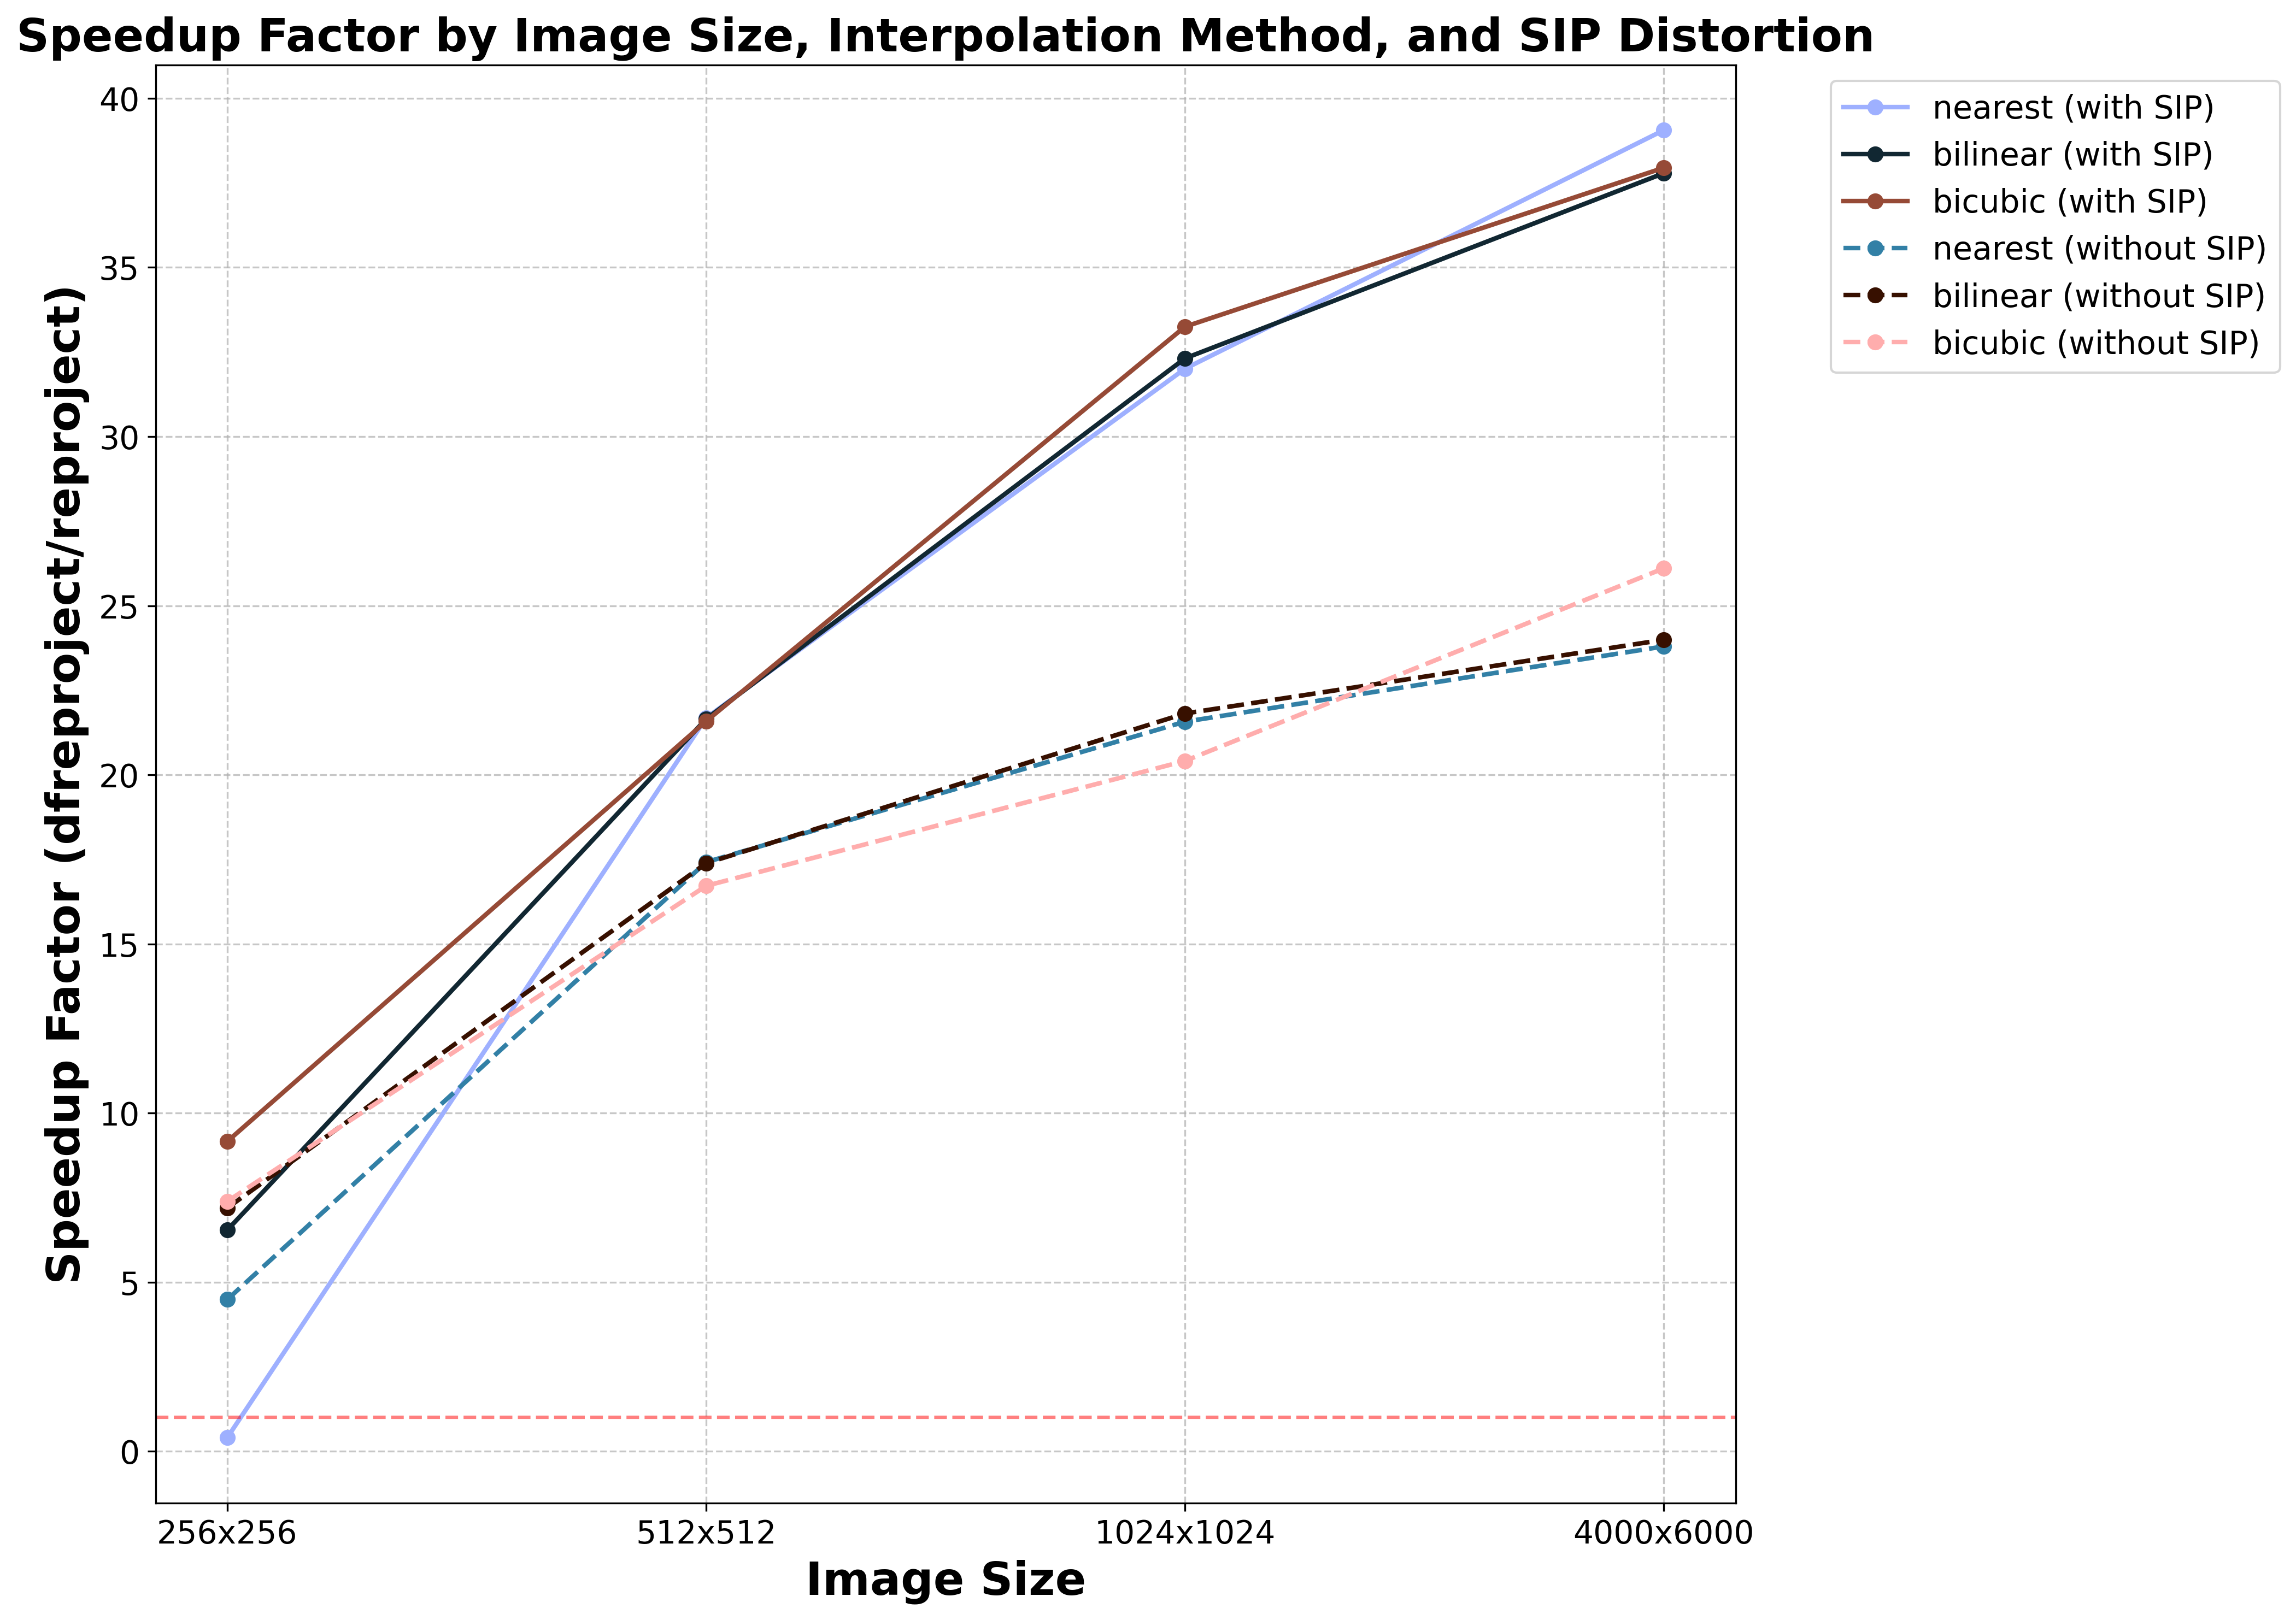 Speedup Factor by Image Size, Interpolation Method, and SIP Distortion
Speedup Factor (dfreproject/reproject)
40
35
30
25
20
15
10
5
0
256x256
512x512
1024x1024
4000x6000
Image Size
nearest (with SIP)
bilinear (with SIP)
bicubic (with SIP)
nearest (without SIP)
bilinear (without SIP)
bicubic (without SIP)